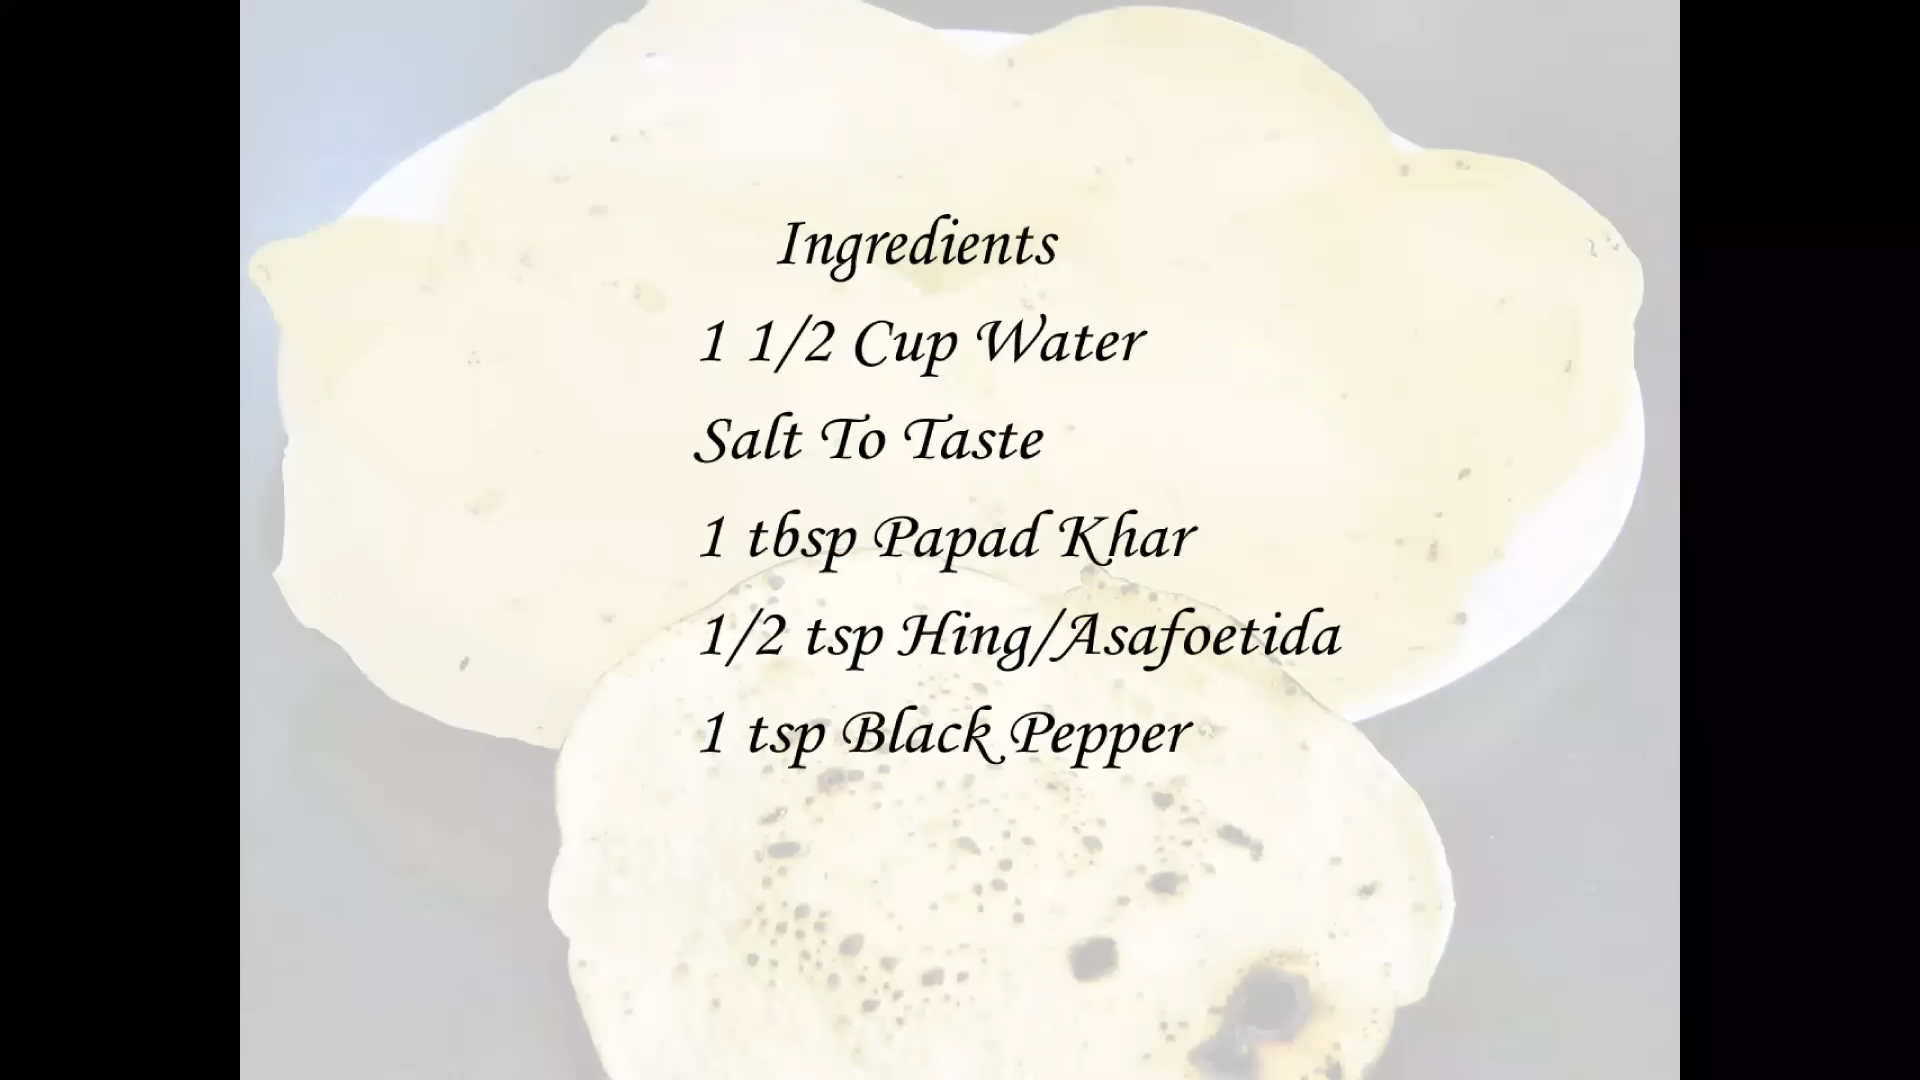 Ingredients
1 1/2 Cup Water
Salt To Taste
1 tbsp Papad Khar
1/2 tsp Hing/Asafoetida
1 tsp Black Pepper